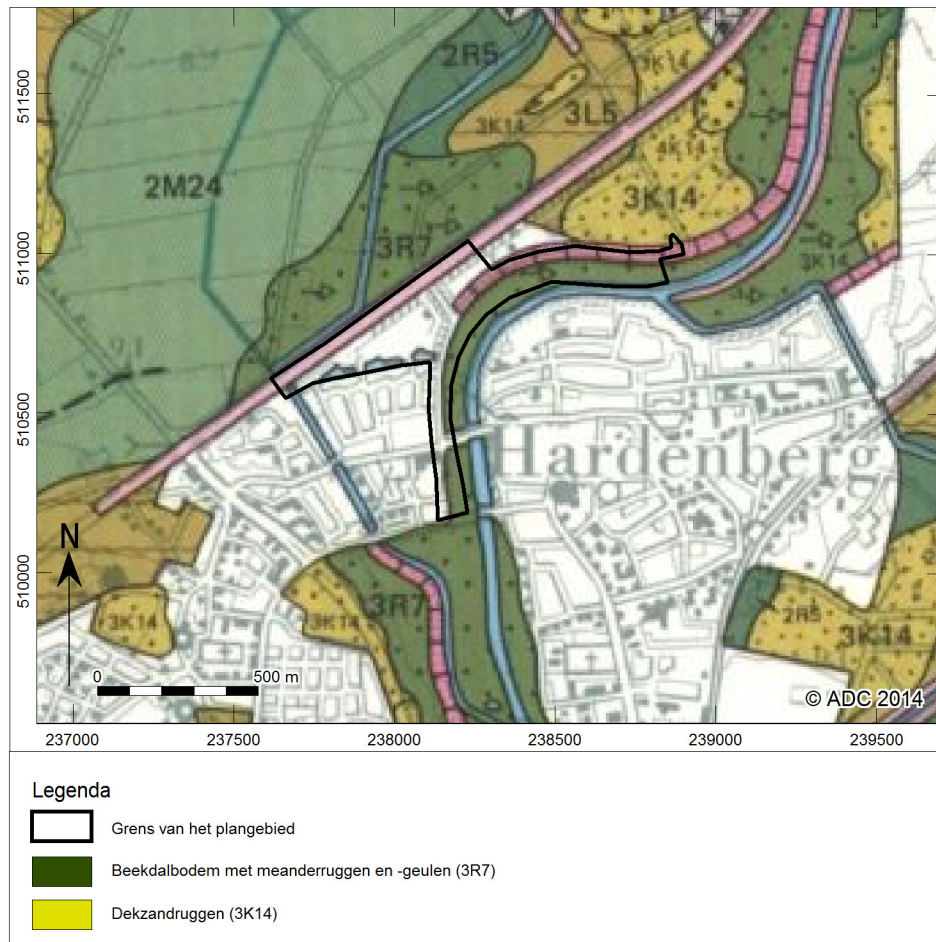 511500
511000
510500
510000
2R5
3K14
3L5
3K14
4K14
2M24
3K14
3R7
3K14
Hardenberg
N
3R7
3K14
3K14
2R5
3K14
0 500 m
© ADC 2014
237000 237500 238000 238500 239000 239500
Legenda
Grens van het plangebied
Beekdalbodem met meanderruggen en -geulen (3R7)
Dekzandruggen (3K14)